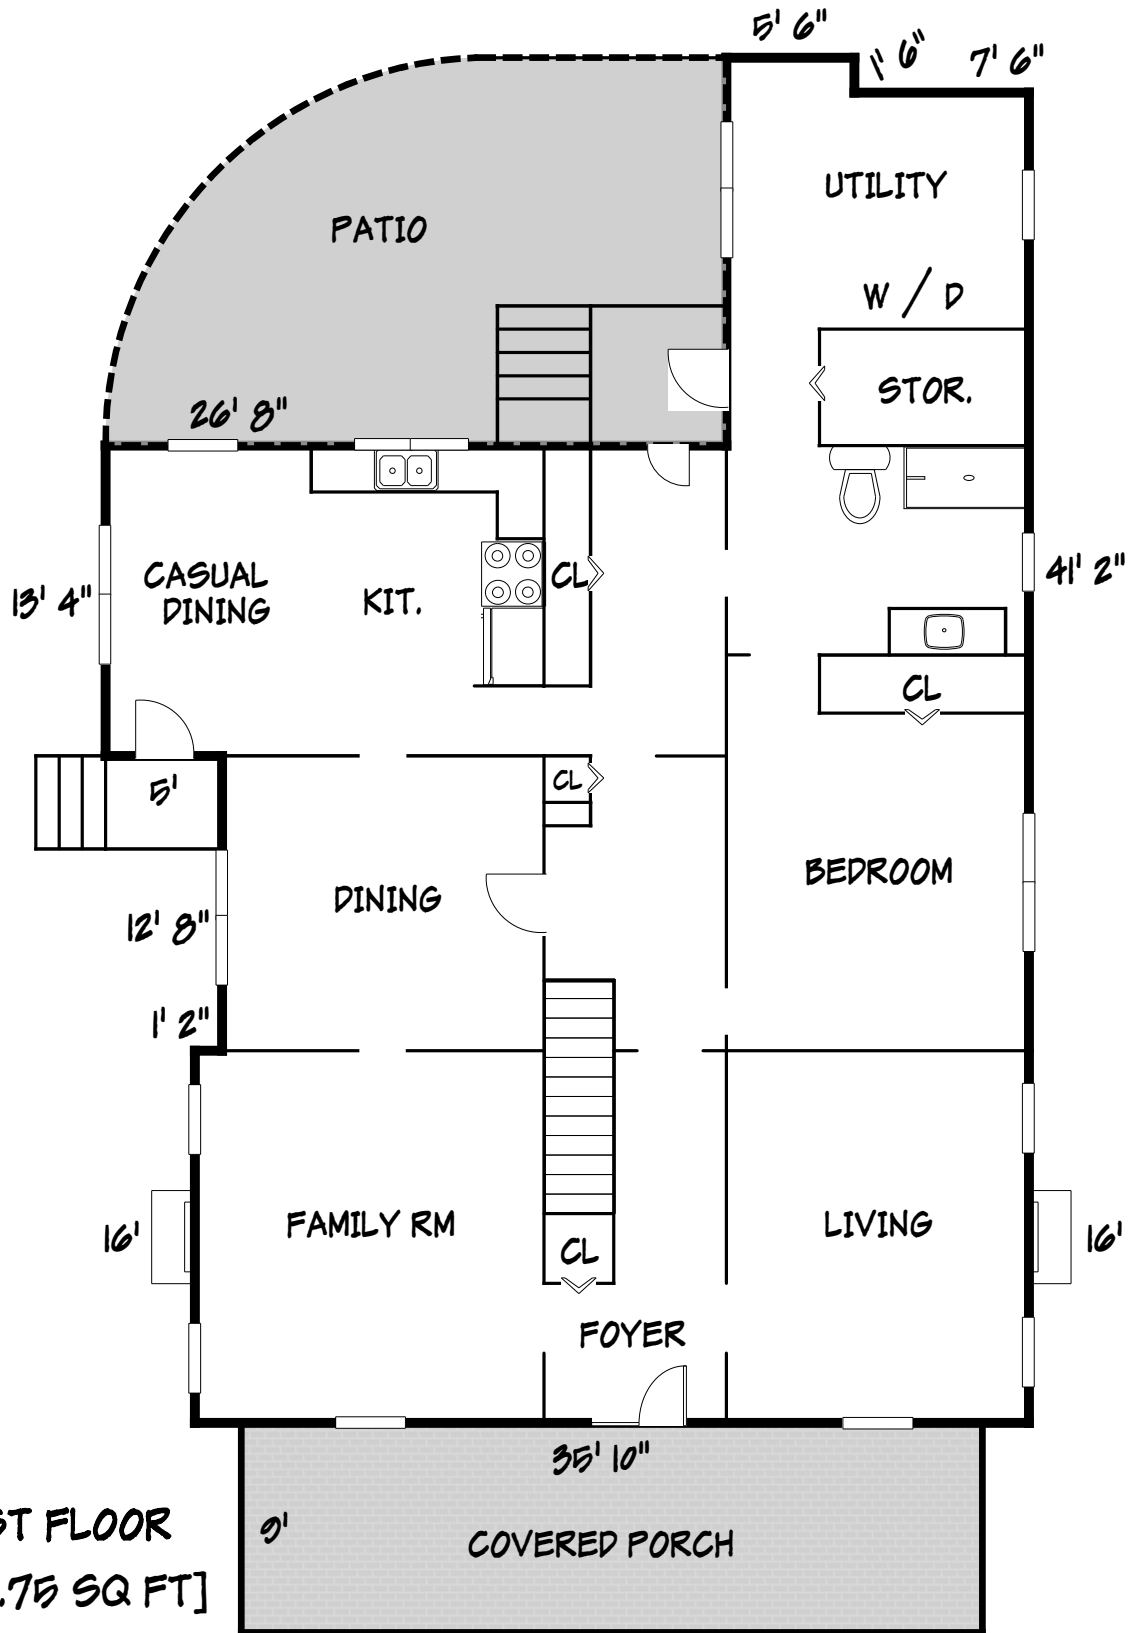 5' 6"
1' 6"
7' 6"
UTILITY
PATIO
W / D
STOR.
26' 8"
41' 2"
CASUAL
DINING
KIT.
CL
13' 4"
CL
CL
5'
BEDROOM
DINING
12' 8"
1' 2"
FAMILY RM
LIVING
16'
16'
CL
FOYER
35' 10"
9'
COVERED PORCH
ST FLOOR
.75 SQ FT]